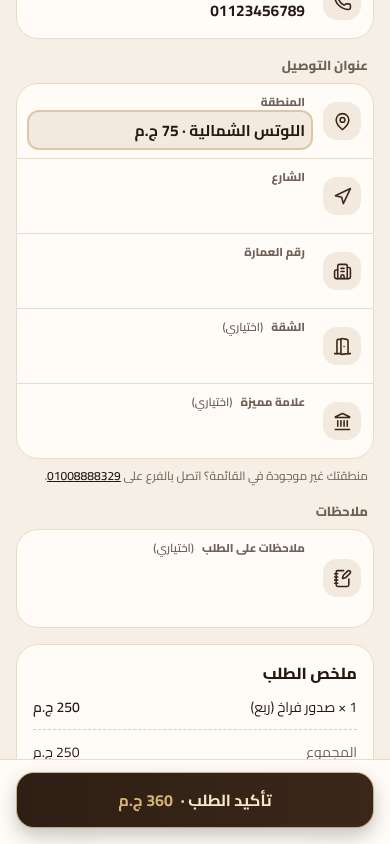 01123456789
عنوان التوصيل
المنطقة
اللوتس الشمالية · 75 ج.م
الشارع
رقم العمارة
الشقة (اختياري)
علامة مميزة (اختياري)
منطقتك غير موجودة في القائمة؟ اتصل بالفرع على 01008888329.
ملاحظات
ملاحظات على الطلب (اختياري)
ملخص الطلب
1 × صدور فراخ (ربع) 250 ج.م
المجموع 250 ج.م
تأكيد الطلب · 360 ج.م